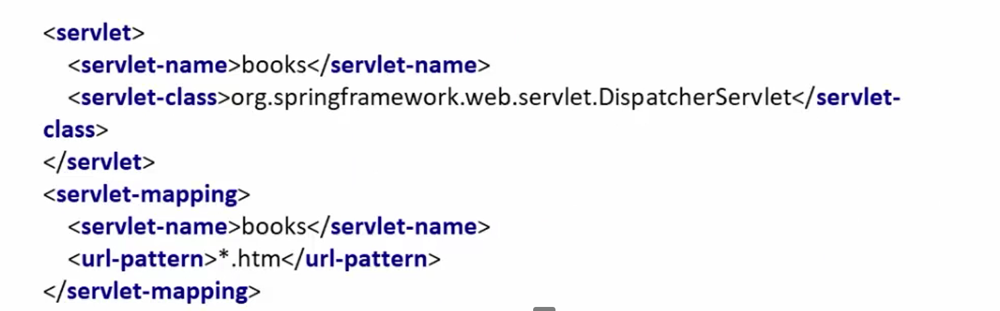 <servlet>
<servlet-name>books</servlet-name>
<servlet-class>org.springframework.web.servlet.DispatcherServlet</servlet-
class>
</servlet>
<servlet-mapping>
<servlet-name>books</servlet-name>
<url-pattern>*.htm</url-pattern>
</servlet-mapping>